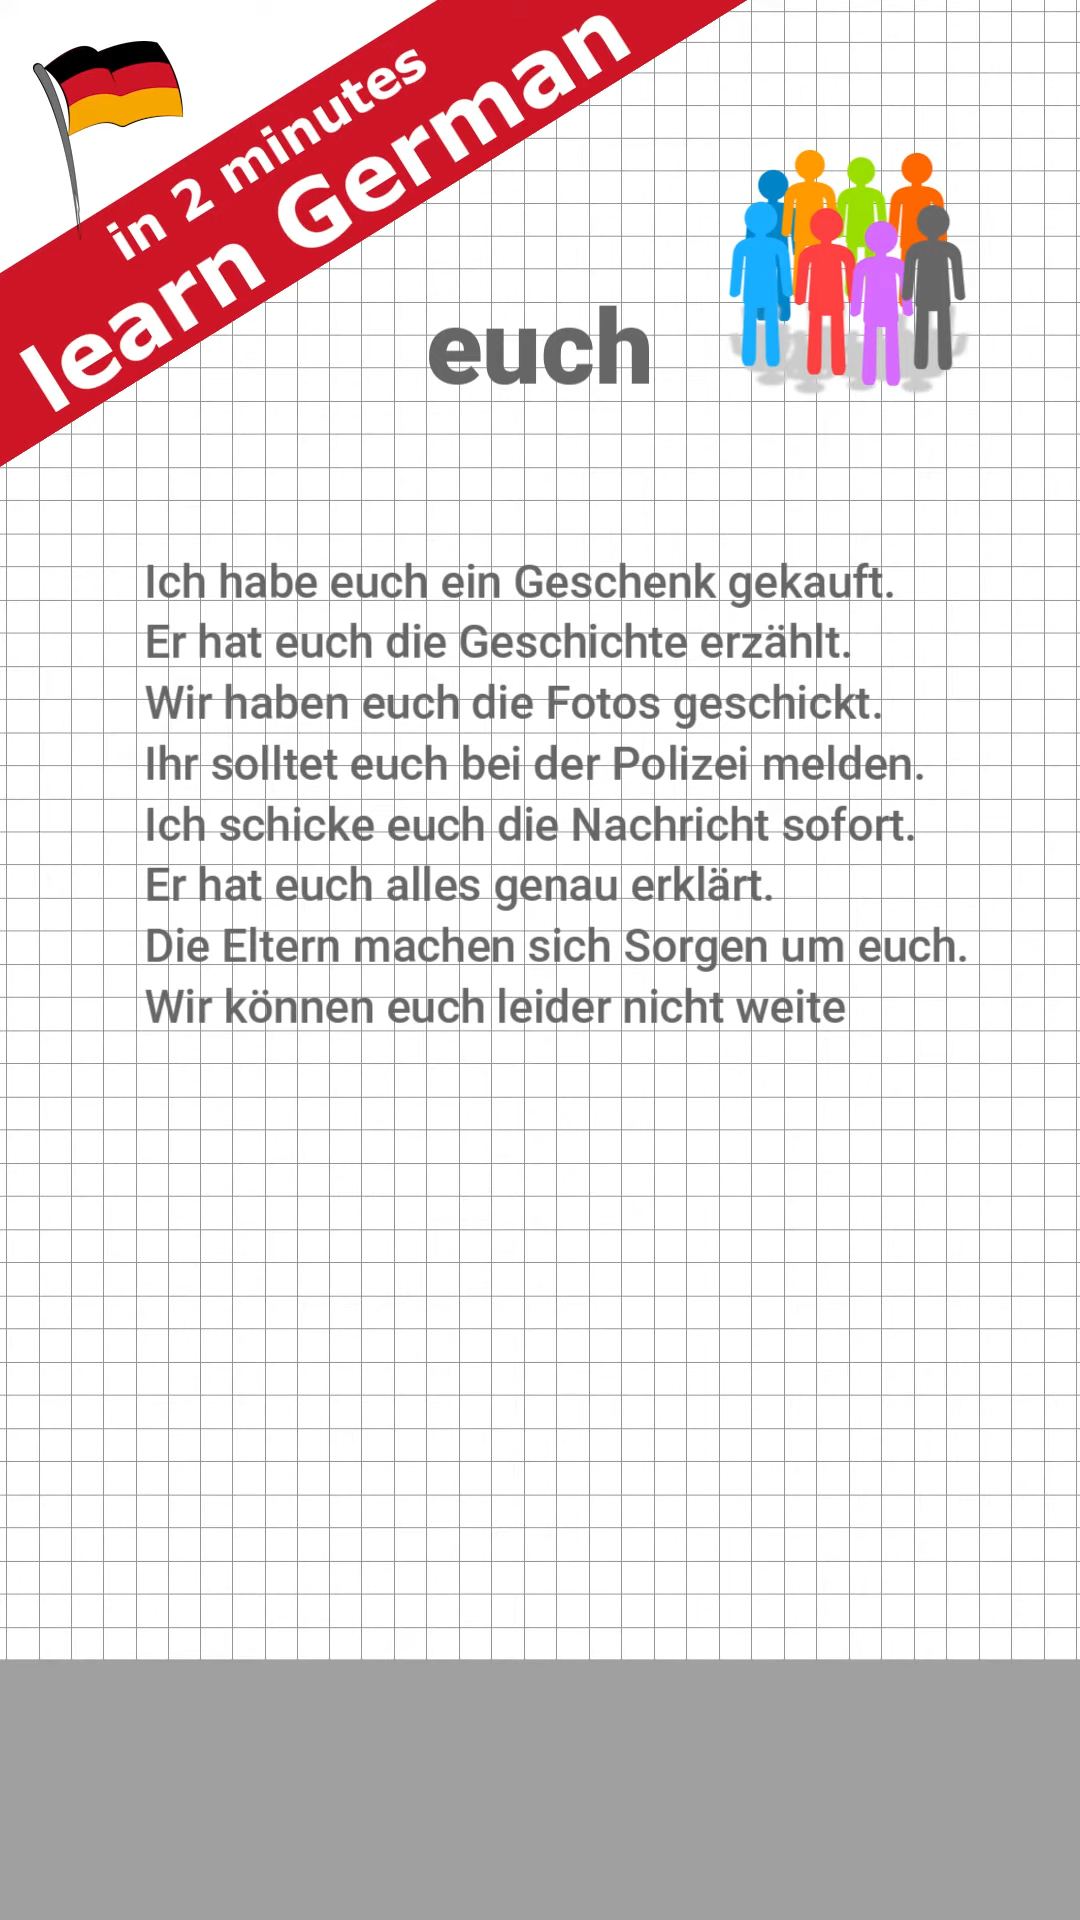 in 2 minutes
learn German
euch
Ich habe euch ein Geschenk gekauft.
Er hat euch die Geschichte erzählt.
Wir haben euch die Fotos geschickt.
Ihr solltet euch bei der Polizei melden.
Ich schicke euch die Nachricht sofort.
Er hat euch alles genau erklärt.
Die Eltern machen sich Sorgen um euch.
Wir können euch leider nicht weite